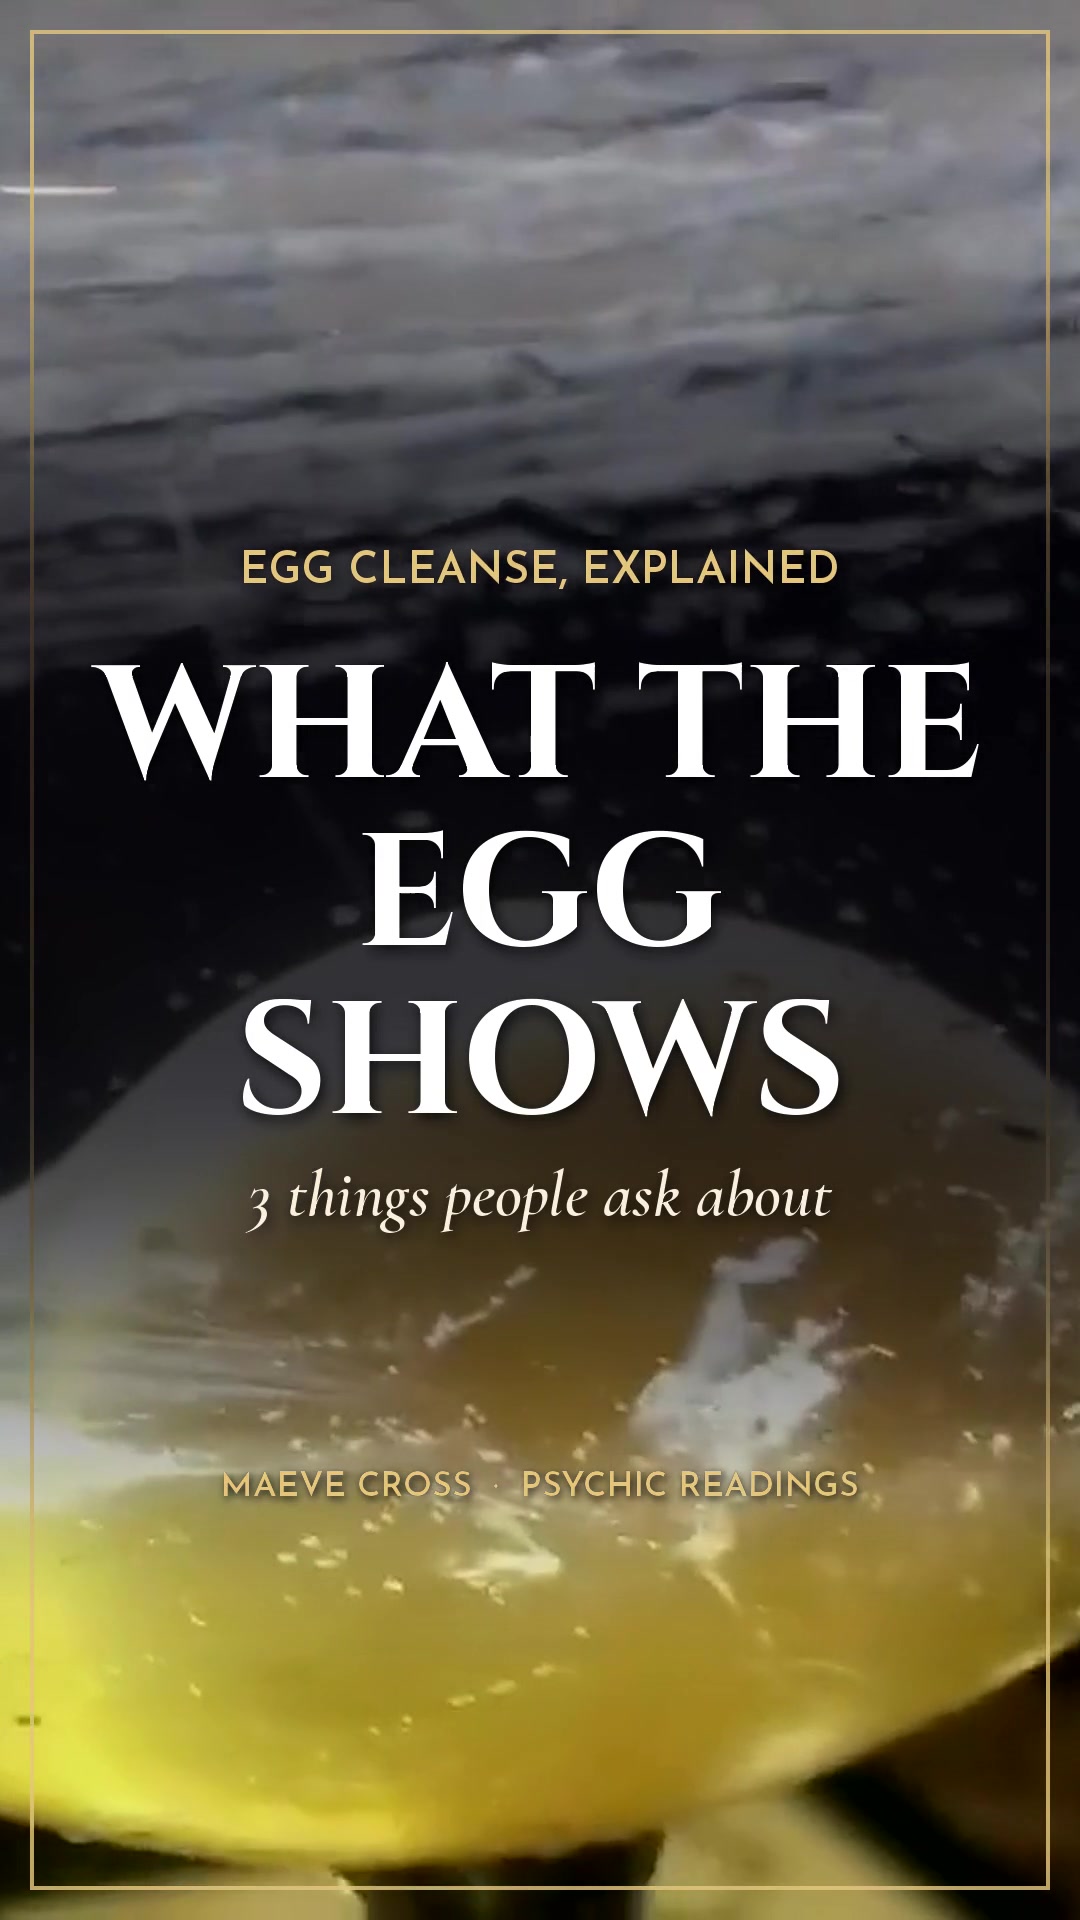 EGG CLEANSE, EXPLAINED
WHAT THE
EGG
SHOWS
3 things people ask about
MAEVE CROSS · PSYCHIC READINGS